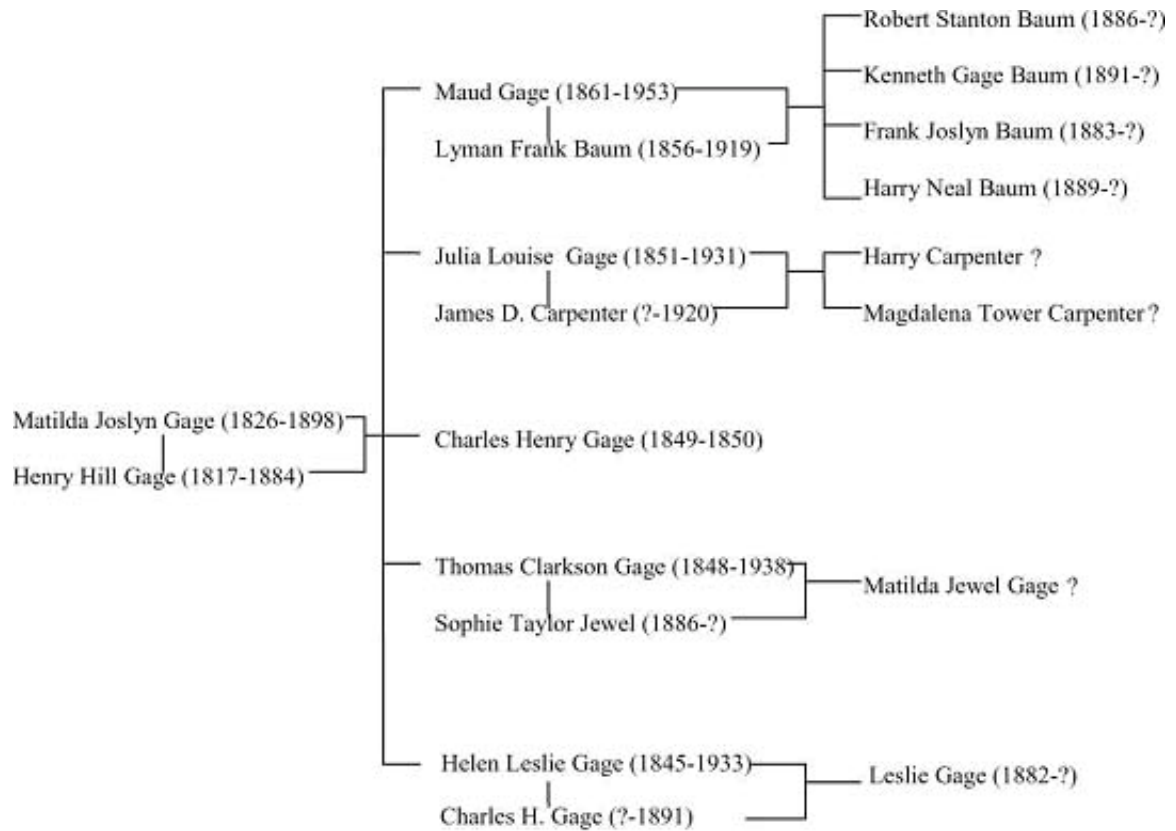 Robert Stanton Baum (1886-?)
Maud Gage (1861-1953)
Kenneth Gage Baum (1891-?)
Lyman Frank Baum (1856-1919)
Frank Joslyn Baum (1883-?)
Harry Neal Baum (1889-?)
Julia Louise Gage (1851-1931)
Harry Carpenter ?
James D. Carpenter (?-1920)
Magdalena Tower Carpenter ?
Matilda Joslyn Gage (1826-1898)
Henry Hill Gage (1817-1884)
Charles Henry Gage (1849-1850)
Thomas Clarkson Gage (1848-1938)
Matilda Jewel Gage ?
Sophie Taylor Jewel (1886-?)
Helen Leslie Gage (1845-1933)
Leslie Gage (1882-?)
Charles H. Gage (?-1891)